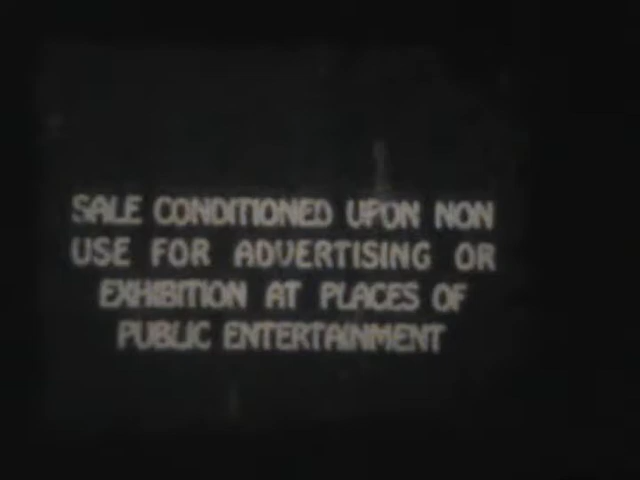 SALE CONDITIONED UPON NON
USE FOR ADVERTISING OR
EXHIBITION AT PLACES OF
PUBLIC ENTERTAINMENT